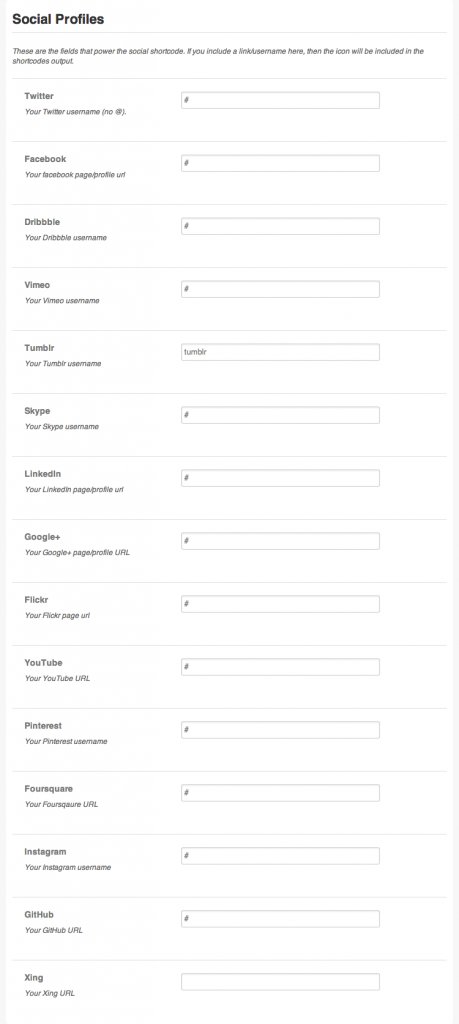 Social Profiles
These are the fields that power the social shortcode. If you include a link/username here, then the icon will be included in the
shortcodes output.
Twitter
#
Your Twitter username (no @).
Facebook
#
Your facebook page/profile url
Dribbble
#
Your Dribbble username
Vimeo
#
Your Vimeo username
Tumblr
tumblr
Your Tumblr username
Skype
#
Your Skype username
LinkedIn
#
Your LinkedIn page/profile url
Google+
#
Your Google+ page/profile URL
Flickr
#
Your Flickr page url
YouTube
#
Your YouTube URL
Pinterest
#
Your Pinterest username
Foursquare
#
Your Foursqaure URL
Instagram
#
Your Instagram username
GitHub
#
Your GitHub URL
Xing
Your Xing URL